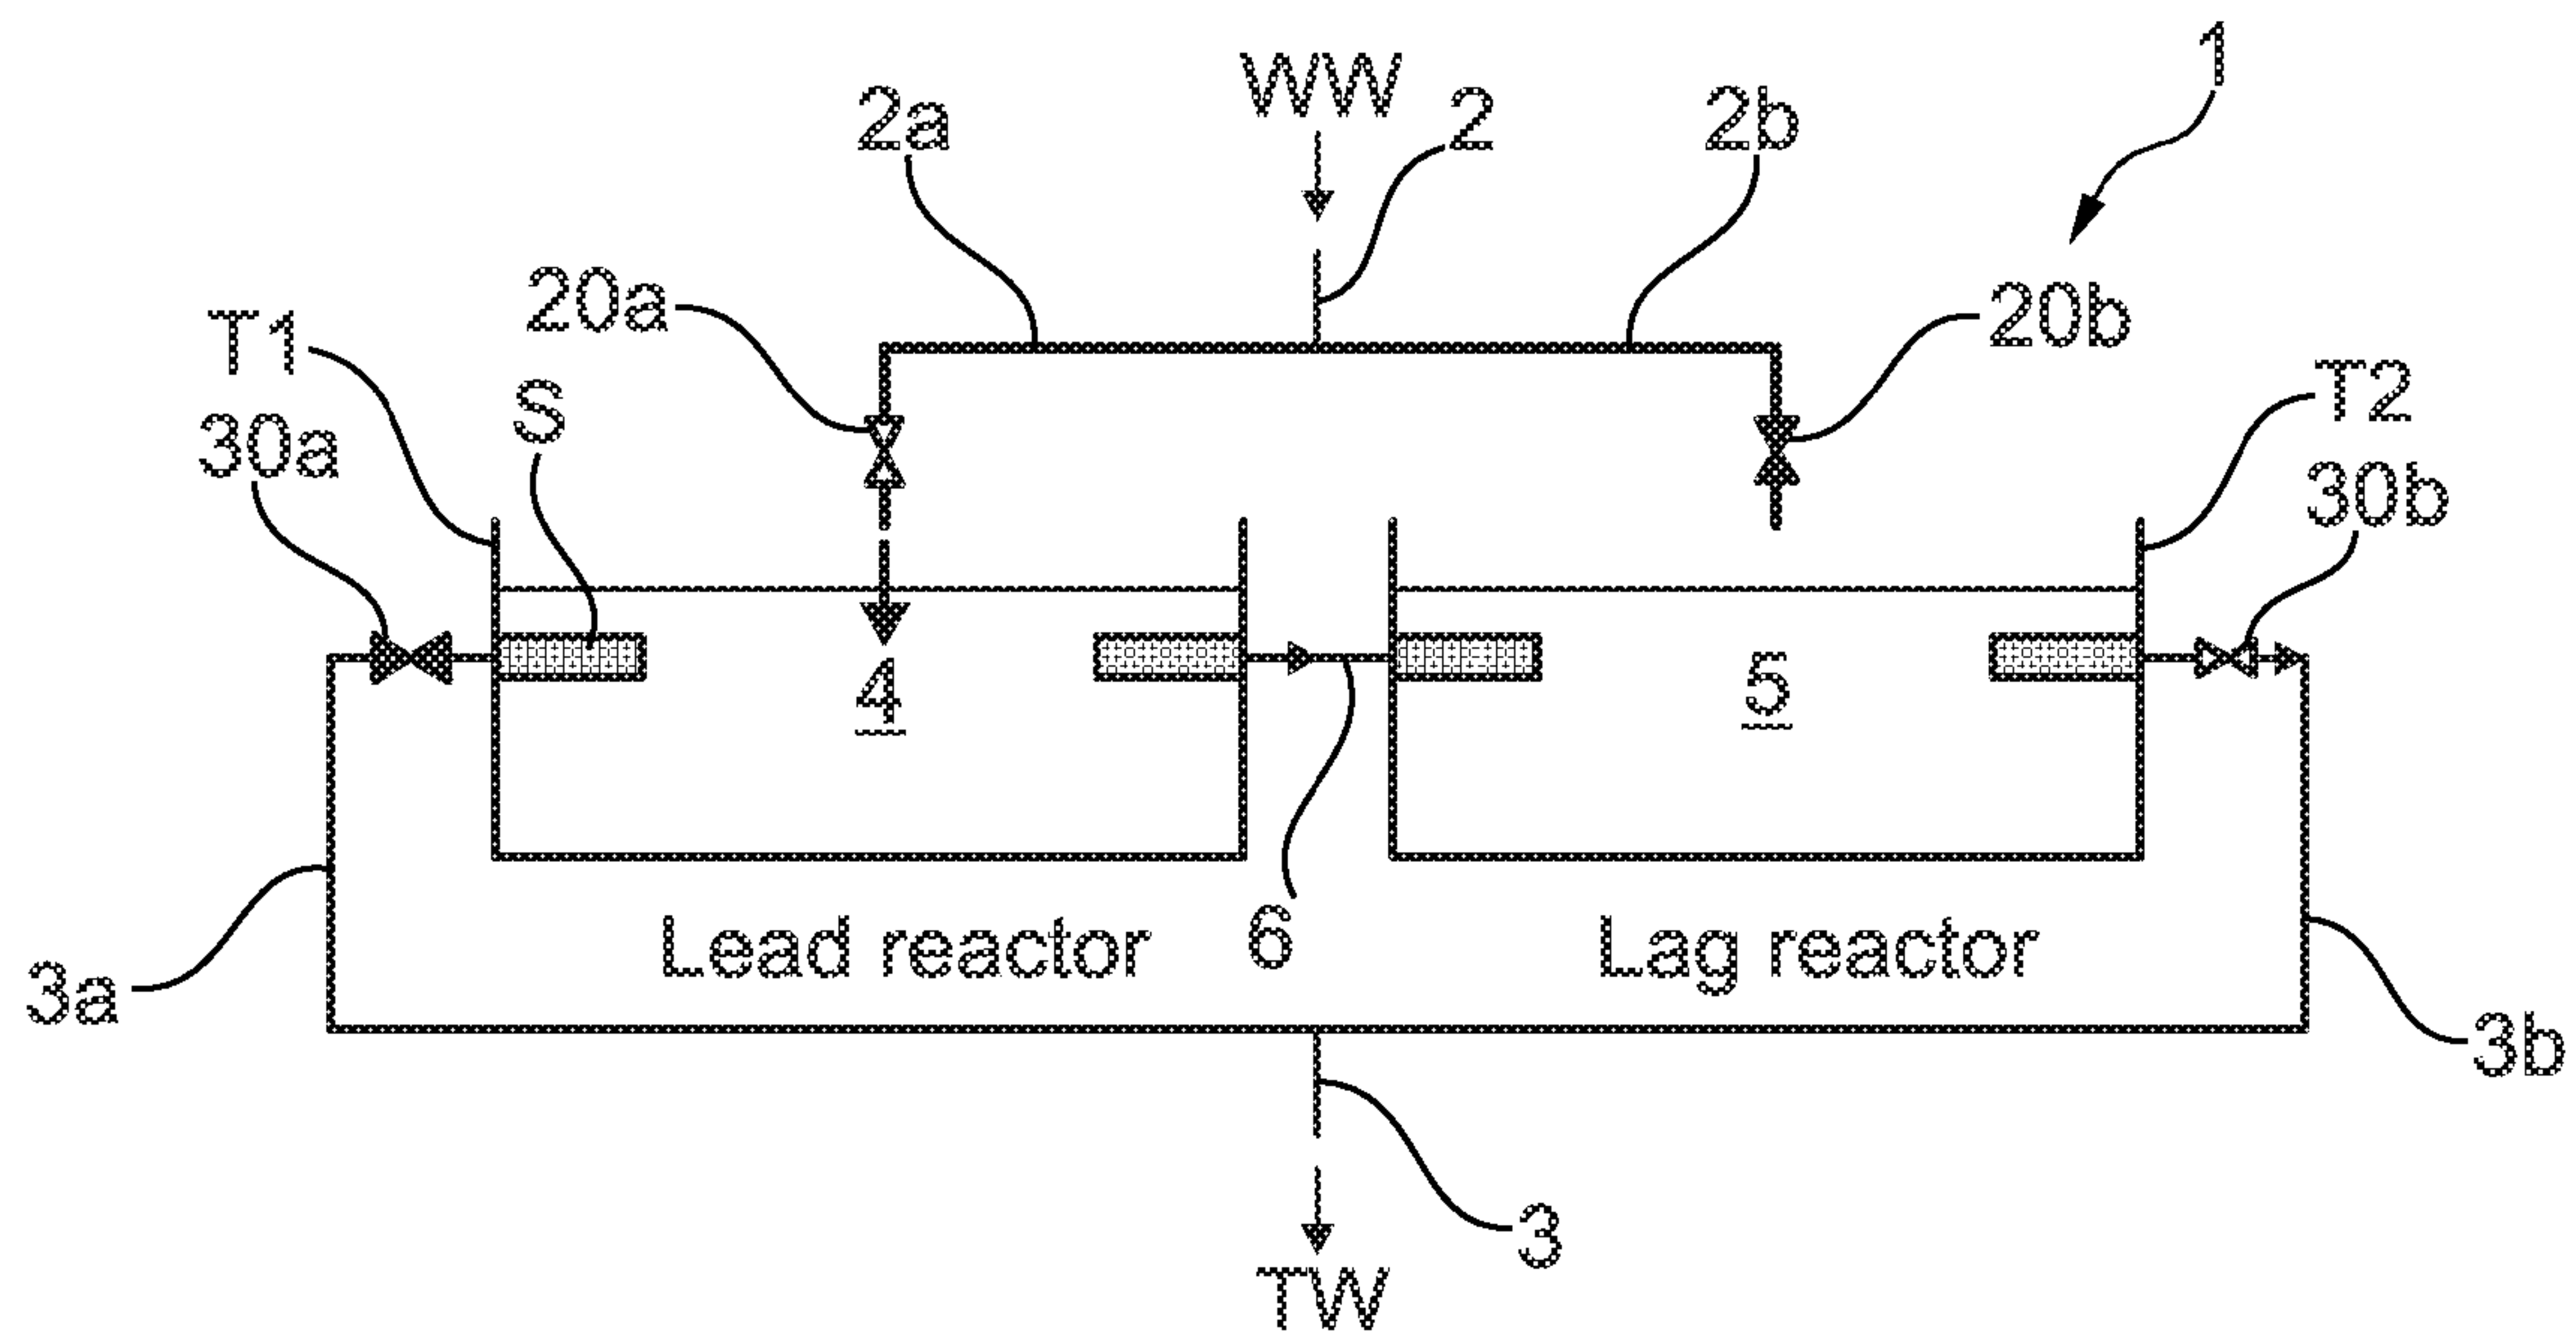 1
WW
2a
2
2b
20a
20b
T1
S
T2
30a
30b
4
5
6
Lead reactor
Lag reactor
3a
3b
3
TW